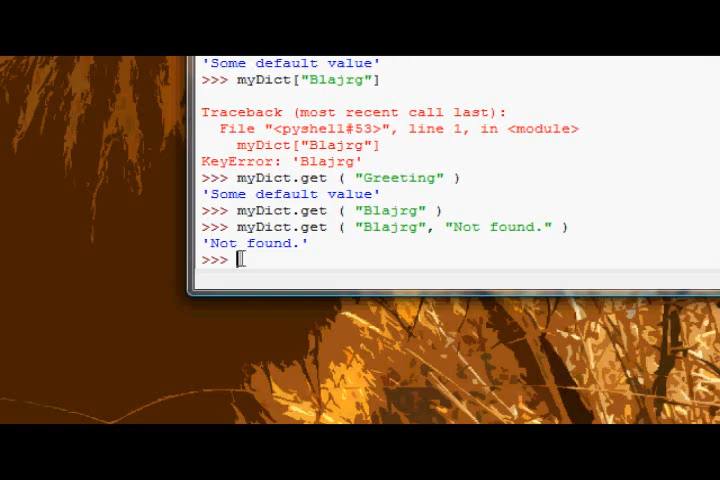 'Some default value'
>>> myDict["Blajrg"]
Traceback (most recent call last):
  File "<pyshell#53>", line 1, in <module>
    myDict["Blajrg"]
KeyError: 'Blajrg'
>>> myDict.get ( "Greeting" )
'Some default value'
>>> myDict.get ( "Blajrg" )
>>> myDict.get ( "Blajrg", "Not found." )
'Not found.'
>>>